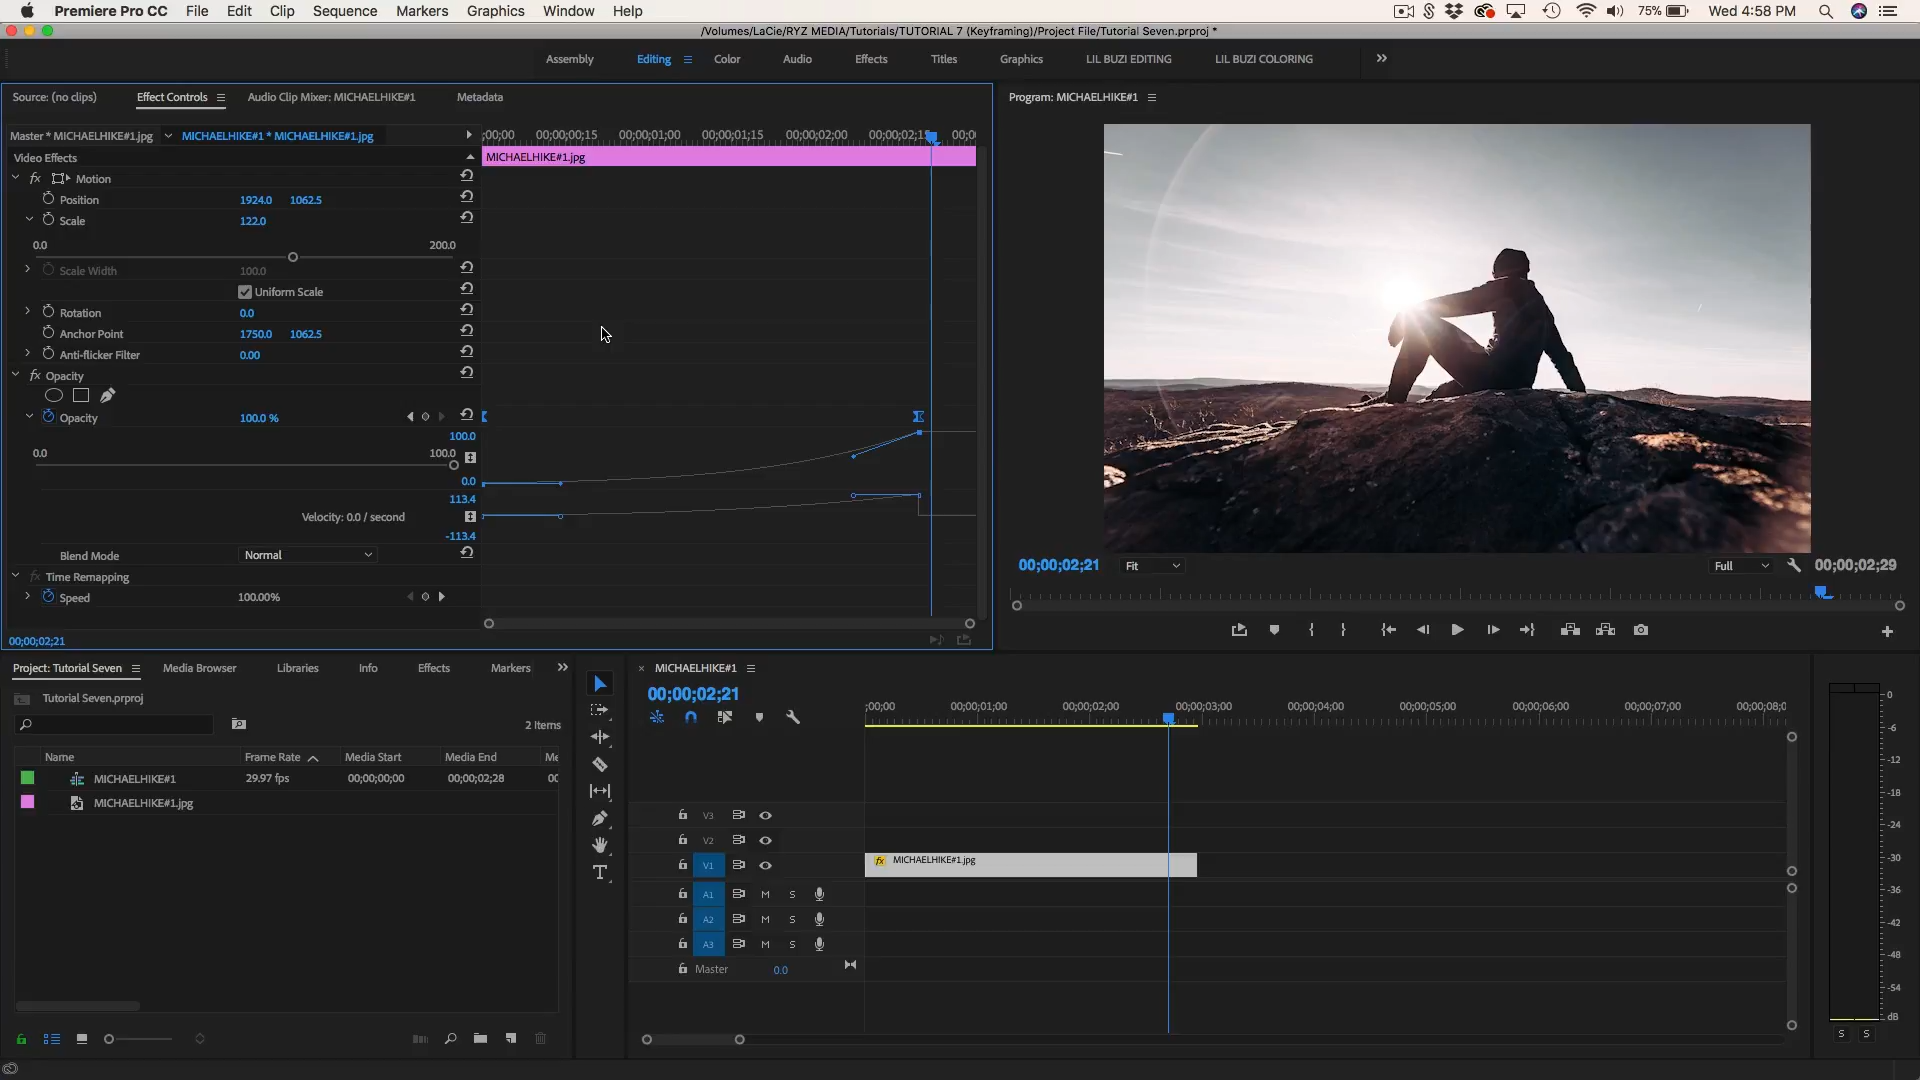 Premiere Pro CC File Edit Clip Sequence Markers Graphics Window Help 75% Wed 4:58 PM
/Volumes/LaCie/RYZ MEDIA/Tutorials/TUTORIAL 7 (Keyframing)/Project File/Tutorial Seven.prproj *
Assembly Editing Color Audio Effects Titles Graphics LIL BUZI EDITING LIL BUZI COLORING
Source: (no clips) Effect Controls Audio Clip Mixer: MICHAELHIKE#1 Metadata
Program: MICHAELHIKE#1
Master * MICHAELHIKE#1.jpg MICHAELHIKE#1 * MICHAELHIKE#1.jpg
;00;00 00;00;00;15 00;00;01;00 00;00;01;15 00;00;02;00 00;00;02;15 00;0
Video Effects
MICHAELHIKE#1.jpg
fx Motion
Position 1924.0 1062.5
Scale 122.0
0.0 200.0
Scale Width 100.0
Uniform Scale
Rotation 0.0
Anchor Point 1750.0 1062.5
Anti-flicker Filter 0.00
fx Opacity
Opacity 100.0 %
100.0
0.0 100.0
0.0
113.4
Velocity: 0.0 / second
-113.4
Blend Mode Normal
fx Time Remapping
Speed 100.00%
00;00;02;21
00;00;02;21 Fit Full 00;00;02;29
Project: Tutorial Seven Media Browser Libraries Info Effects Markers
Tutorial Seven.prproj
2 Items
Name Frame Rate Media Start Media End Me
MICHAELHIKE#1 29.97 fps 00;00;00;00 00;00;02;28 00
MICHAELHIKE#1.jpg
MICHAELHIKE#1
00;00;02;21
;00;00 00;00;01;00 00;00;02;00 00;00;03;00 00;00;04;00 00;00;05;00 00;00;06;00 00;00;07;00 00;00;08;0
V3
V2
V1 fx MICHAELHIKE#1.jpg
A1 M S
A2 M S
A3 M S
Master 0.0
T
0
-6
-12
-18
-24
-30
-36
-42
-48
-54
dB
S S